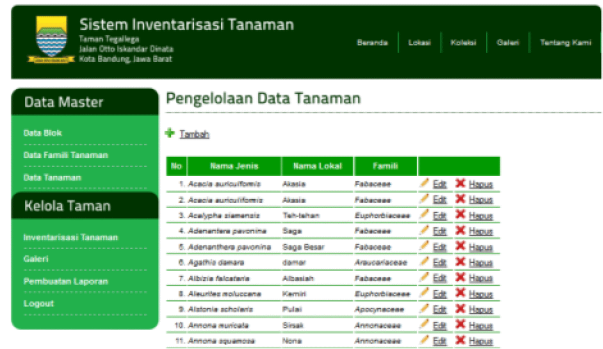 Sistem Inventarisasi Tanaman
Taman Tegallega
Jalan Otto Iskandar Dinata
Kota Bandung, Jawa Barat
Beranda Lokasi Koleksi Galeri Tentang Kami
Data Master
Data Blok
Data Famili Tanaman
Data Tanaman
Kelola Taman
Inventarisasi Tanaman
Galeri
Pembuatan Laporan
Logout
Pengelolaan Data Tanaman
Tambah
No Nama Jenis Nama Lokal Famili
1. Acacia auriculiformis Akasia Fabaceae Edit Hapus
2. Acacia auriculiformis Akasia Fabaceae Edit Hapus
3. Acalypha siamensis Teh-tehan Euphorbiaceae Edit Hapus
4. Adenantera pavonina Saga Fabaceae Edit Hapus
5. Adenanthera pavonina Saga Besar Fabaceae Edit Hapus
6. Agathis damara damar Araucariaceae Edit Hapus
7. Albizia falcataria Albasiah Fabaceae Edit Hapus
8. Aleurites moluccana Kemiri Euphorbiaceae Edit Hapus
9. Alstonia scholaris Pulai Apocynaceae Edit Hapus
10. Annona muricata Sirsak Annonaceae Edit Hapus
11. Annona squamosa Nona Annonaceae Edit Hapus